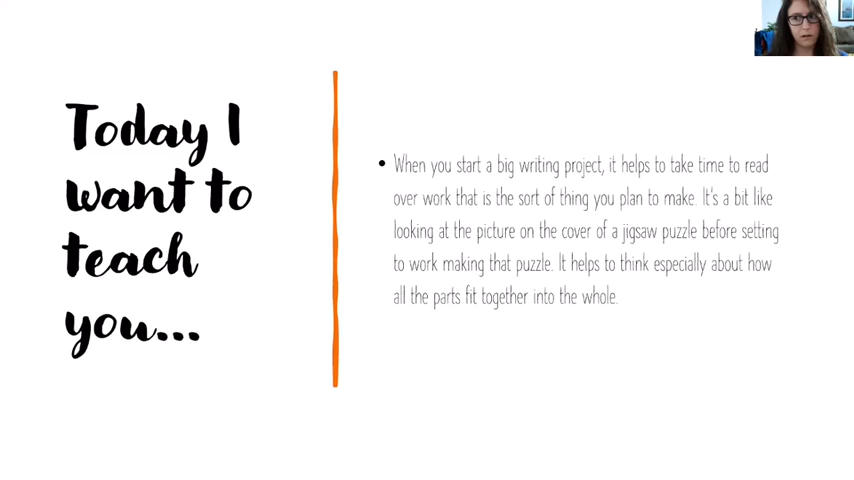 Today I
want to
teach
you...
• When you start a big writing project, it helps to take time to read
over work that is the sort of thing you plan to make. It's a bit like
looking at the picture on the cover of a jigsaw puzzle before setting
to work making that puzzle. It helps to think especially about how
all the parts fit together into the whole.